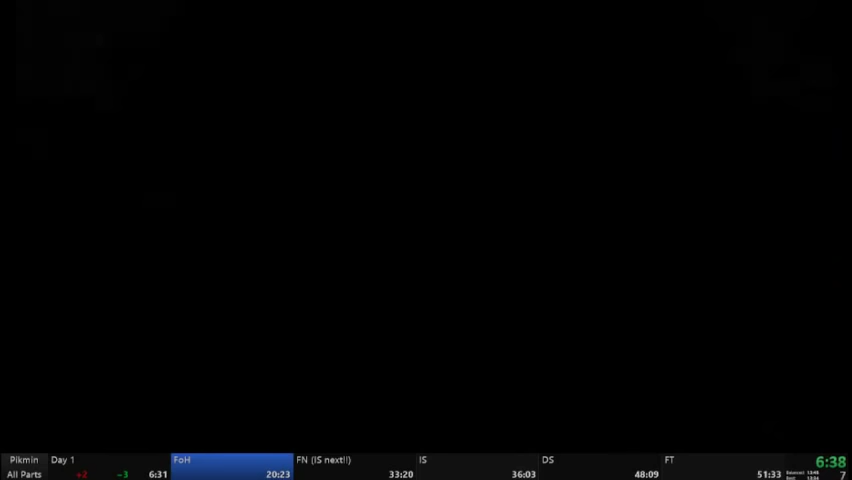 Pikmin Day 1 FoH FN (IS next!!) IS DS FT 6:38
All Parts +2 −3 6:31 20:23 33:20 36:03 48:09 51:33 7